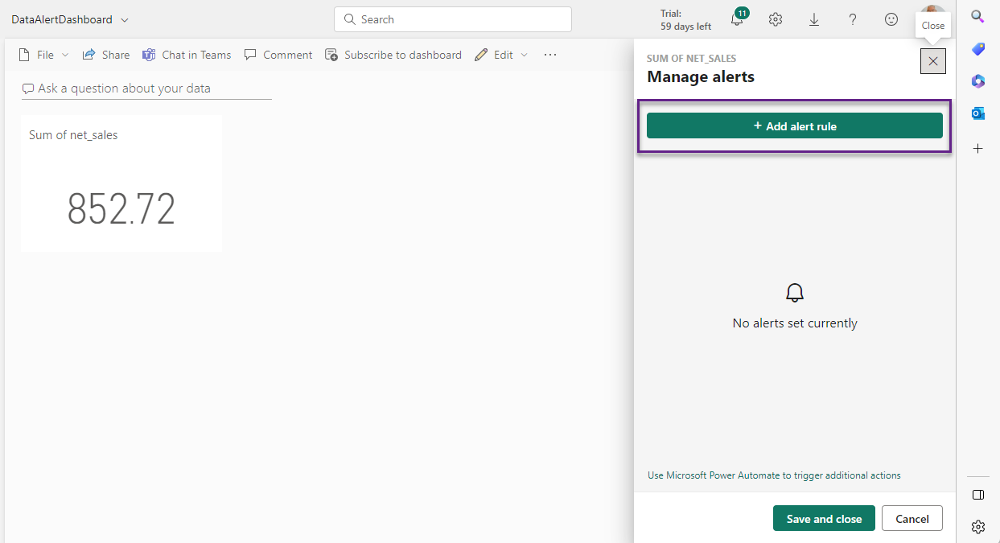 DataAlertDashboard
Search
Trial:
59 days left
11
Close
File
Share
Chat in Teams
Comment
Subscribe to dashboard
Edit
Ask a question about your data
Sum of net_sales
852.72
SUM OF NET_SALES
Manage alerts
+ Add alert rule
No alerts set currently
Use Microsoft Power Automate to trigger additional actions
Save and close
Cancel